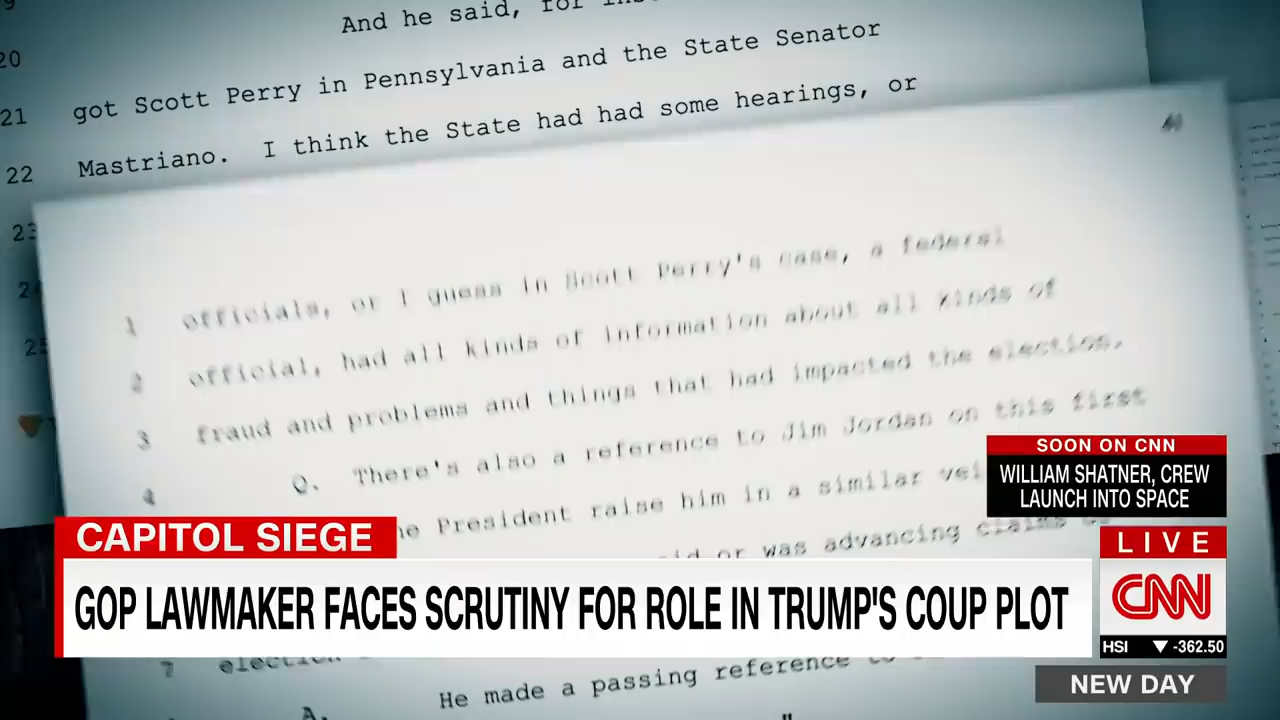 And he said, for
20
got Scott Perry in Pennsylvania and the State Senator
21
Mastriano. I think the State had had some hearings, or
22
1 officials, or I guess in Scott Perry's case, a federal
2 official, had all kinds of information about all kinds of
3 fraud and problems and things that had impacted the election.
4 Q. There's also a reference to Jim Jordan on this first
President raise him in a similar
or was advancing claims
7 election
He made a passing reference to
A.
SOON ON CNN
WILLIAM SHATNER, CREW
LAUNCH INTO SPACE
CAPITOL SIEGE
GOP LAWMAKER FACES SCRUTINY FOR ROLE IN TRUMP'S COUP PLOT
LIVE
CNN
HSI ▼ -362.50
NEW DAY